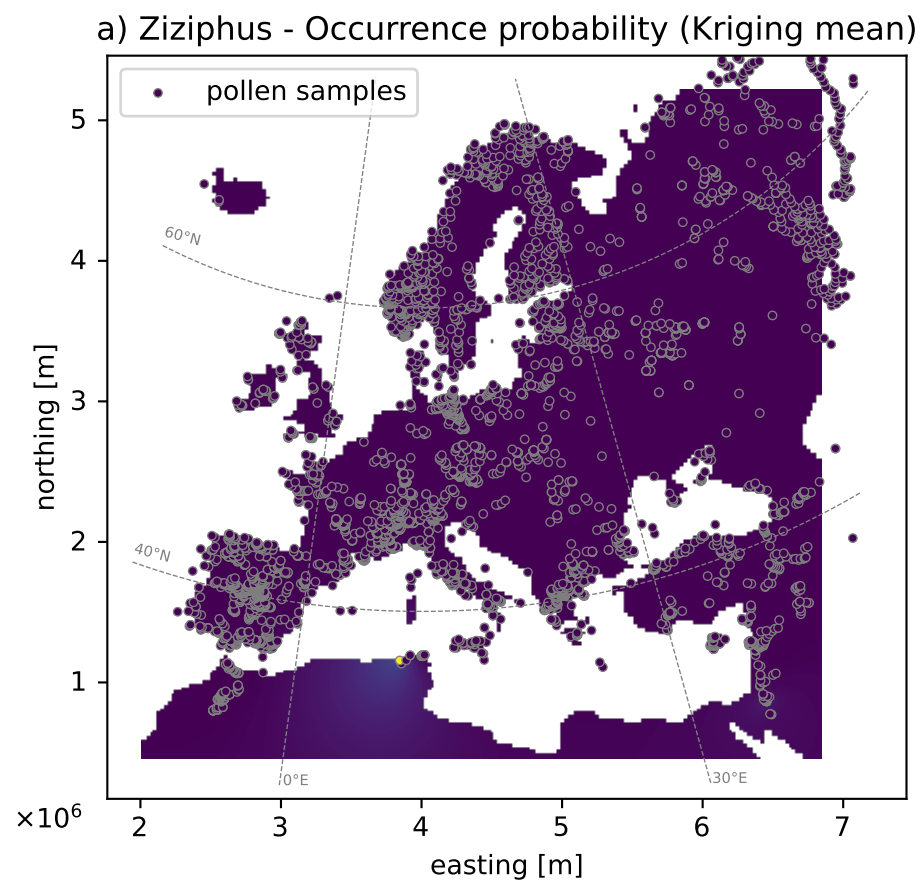 a) Ziziphus - Occurrence probability (Kriging mean)
pollen samples
60°N
40°N
0°E
30°E
5
4
3
2
1
northing [m]
×10⁶
2 3 4 5 6 7
easting [m]